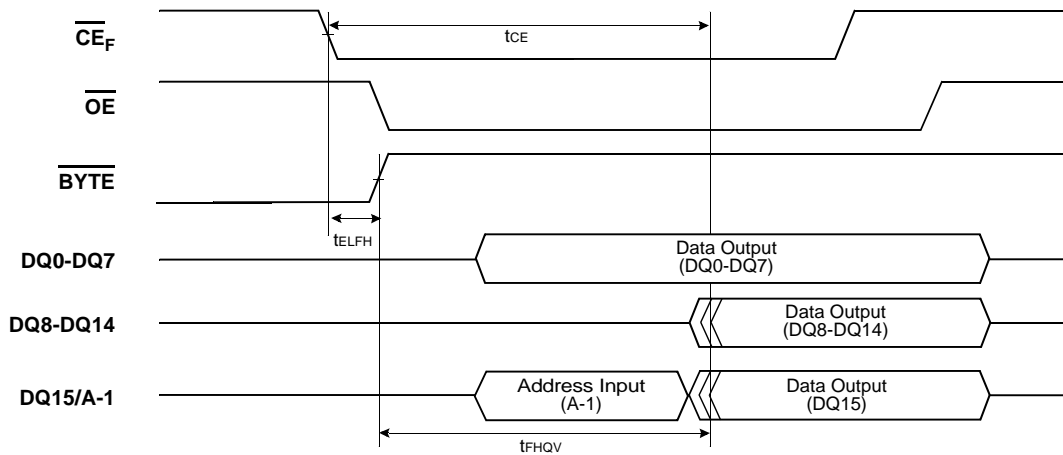 CEF
tCE
OE
BYTE
tELFH
DQ0-DQ7
Data Output
(DQ0-DQ7)
DQ8-DQ14
Data Output
(DQ8-DQ14)
DQ15/A-1
Address Input
(A-1)
Data Output
(DQ15)
tFHQV